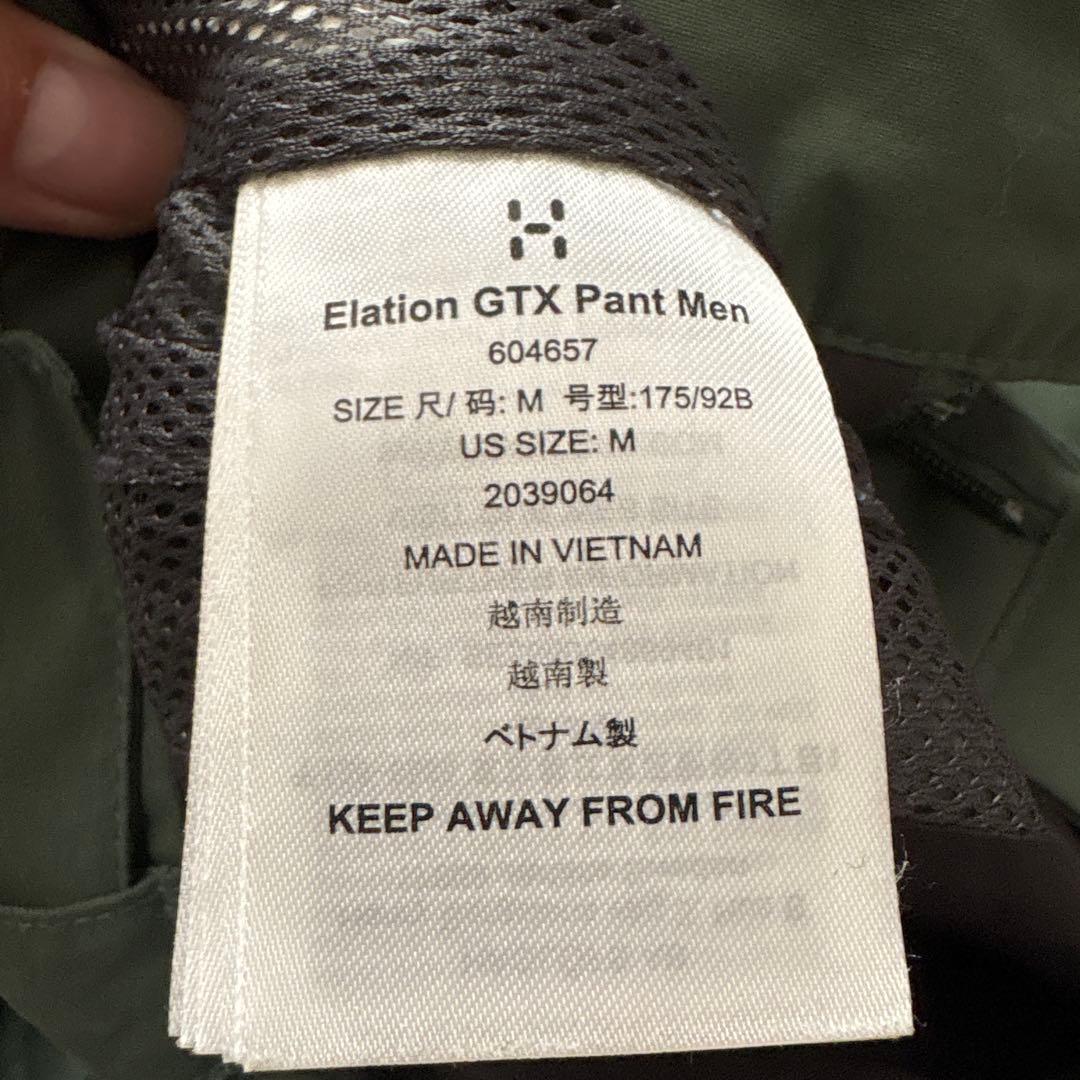 Elation GTX Pant Men
604657
SIZE 尺/ 码: M 号型:175/92B
US SIZE: M
2039064
MADE IN VIETNAM
越南制造
越南製
ベトナム製
KEEP AWAY FROM FIRE